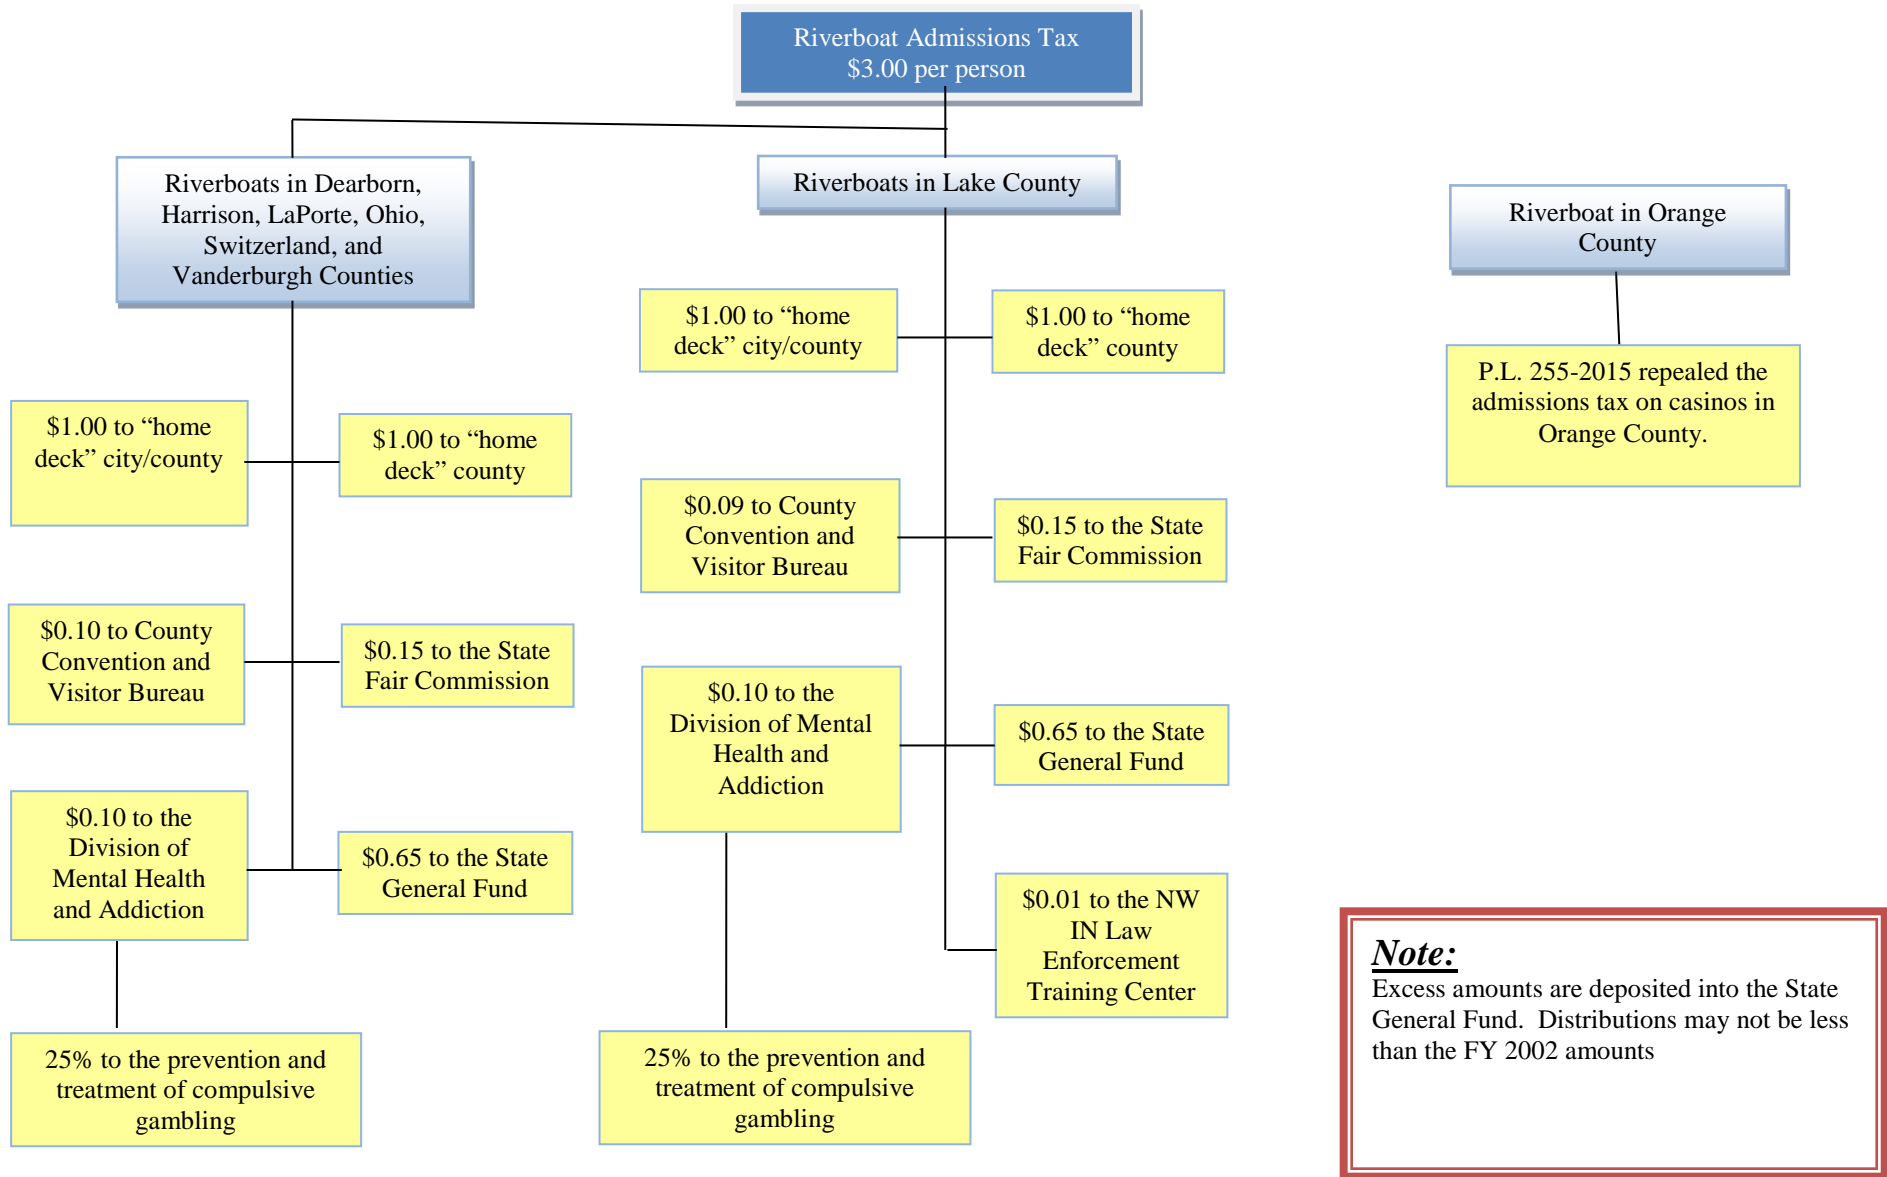 Riverboat Admissions Tax
$3.00 per person
Riverboats in Dearborn,
Harrison, LaPorte, Ohio,
Switzerland, and
Vanderburgh Counties
$1.00 to “home
deck” city/county
$1.00 to “home
deck” county
$0.10 to County
Convention and
Visitor Bureau
$0.15 to the State
Fair Commission
$0.10 to the
Division of
Mental Health
and Addiction
$0.65 to the State
General Fund
25% to the prevention and
treatment of compulsive
gambling
Riverboats in Lake County
$1.00 to “home
deck” city/county
$1.00 to “home
deck” county
$0.09 to County
Convention and
Visitor Bureau
$0.15 to the State
Fair Commission
$0.10 to the
Division of Mental
Health and
Addiction
$0.65 to the State
General Fund
$0.01 to the NW
IN Law
Enforcement
Training Center
25% to the prevention and
treatment of compulsive
gambling
Riverboat in Orange
County
P.L. 255-2015 repealed the
admissions tax on casinos in
Orange County.
Note:
Excess amounts are deposited into the State
General Fund.  Distributions may not be less
than the FY 2002 amounts